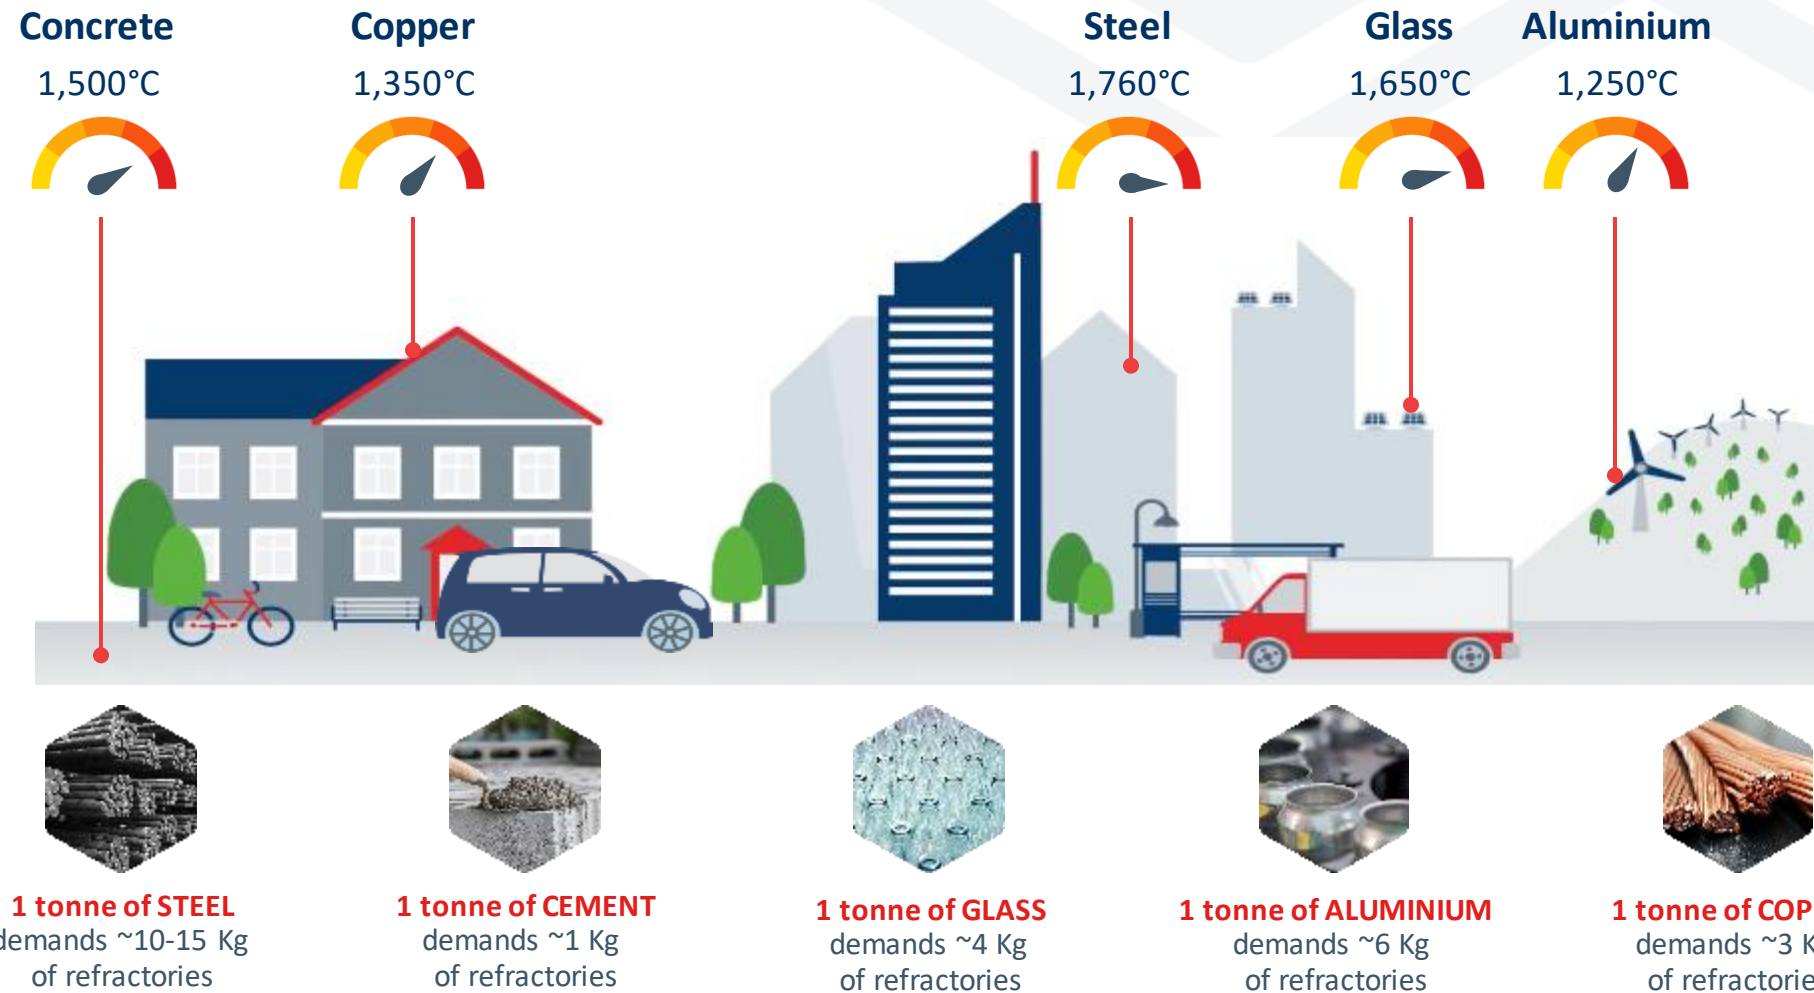 Concrete
1,500°C
Copper
1,350°C
Steel
1,760°C
Glass
1,650°C
Aluminium
1,250°C
1 tonne of STEEL
demands ~10-15 Kg
of refractories
1 tonne of CEMENT
demands ~1 Kg
of refractories
1 tonne of GLASS
demands ~4 Kg
of refractories
1 tonne of ALUMINIUM
demands ~6 Kg
of refractories
1 tonne of COP
demands ~3 K
of refractorie